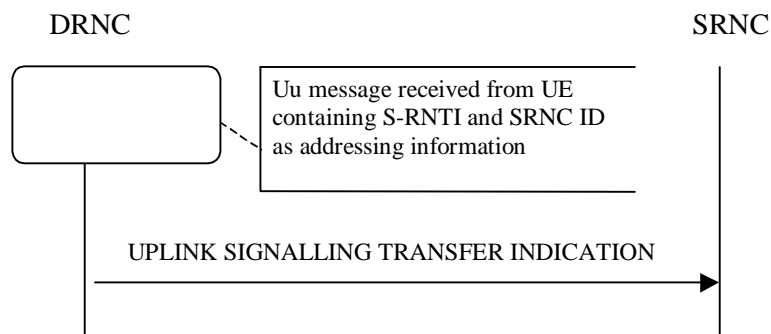 DRNC
SRNC
Uu message received from UE
containing S-RNTI and SRNC ID
as addressing information
UPLINK SIGNALLING TRANSFER INDICATION